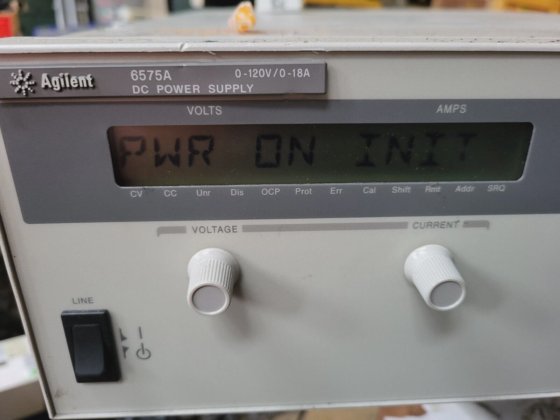 Agilent 6575A 0-120V/0-18A
DC POWER SUPPLY
VOLTS AMPS
PWR ON INIT
CV CC Unr Dis OCP Prot Err Cal Shift Rmt Addr SRQ
VOLTAGE CURRENT
LINE